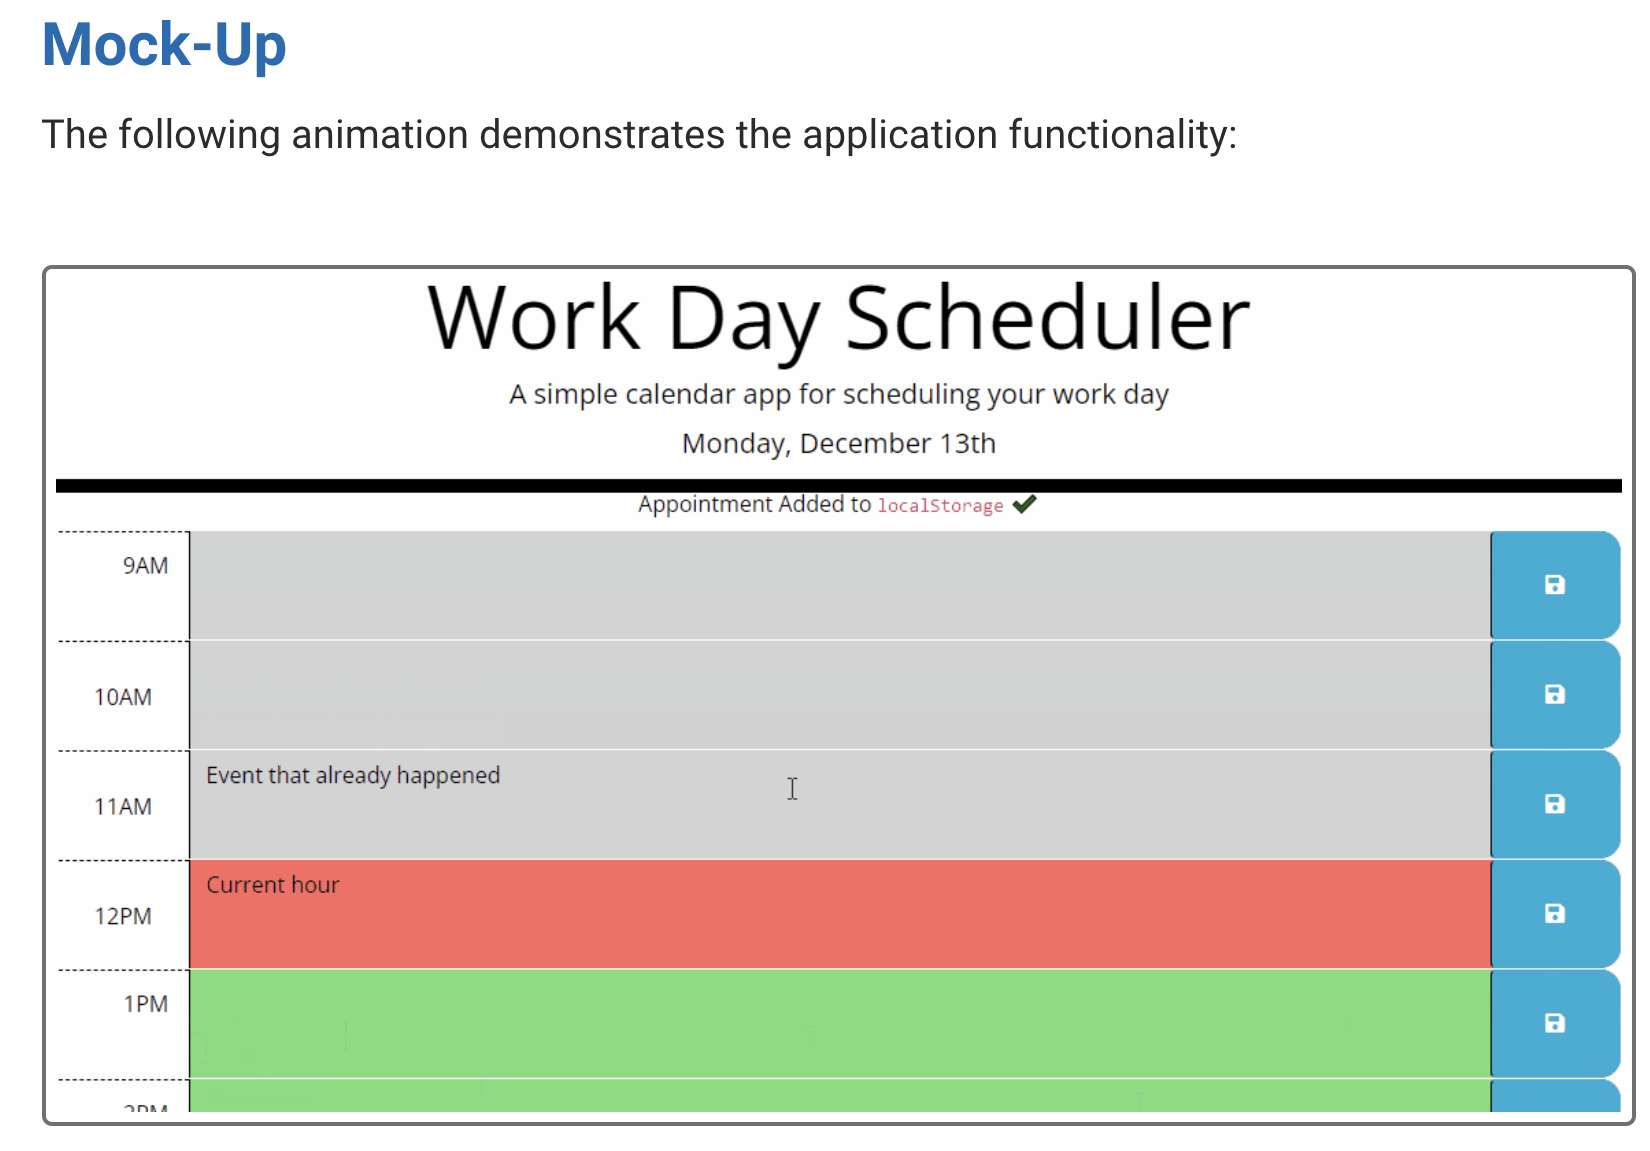 Mock-Up
The following animation demonstrates the application functionality:
Work Day Scheduler
A simple calendar app for scheduling your work day
Monday, December 13th
Appointment Added to localStorage ✔
9AM
10AM
11AM Event that already happened
12PM Current hour
1PM
2PM